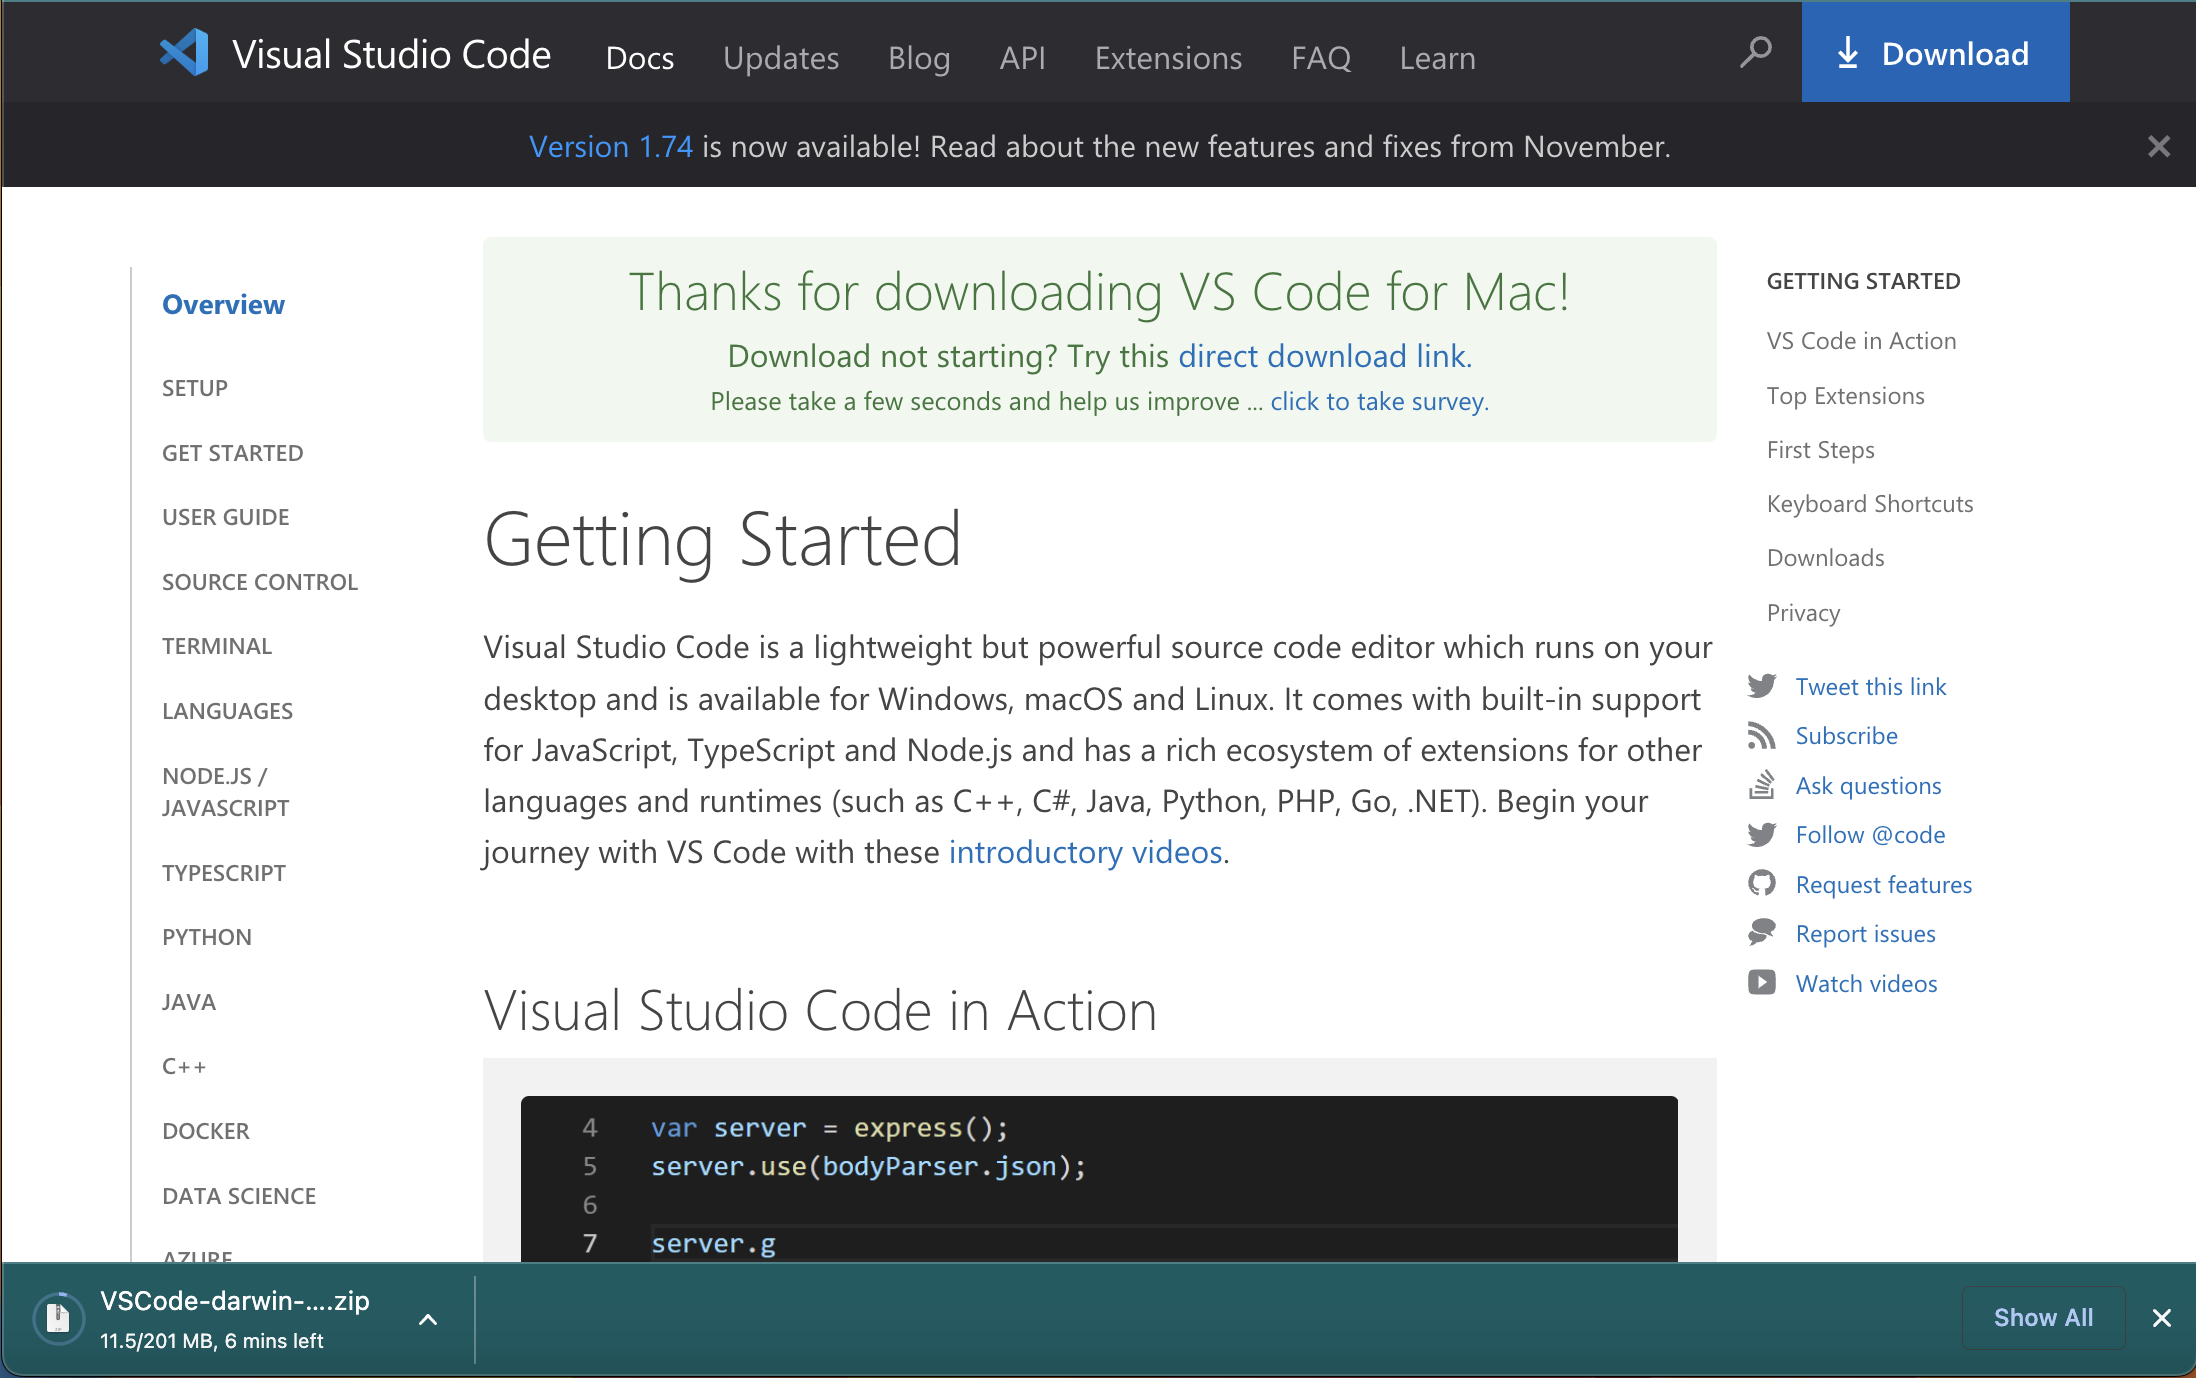 Visual Studio Code
Docs
Updates
Blog
API
Extensions
FAQ
Learn
Download
Version 1.74 is now available! Read about the new features and fixes from November.
Overview
SETUP
GET STARTED
USER GUIDE
SOURCE CONTROL
TERMINAL
LANGUAGES
NODE.JS /
JAVASCRIPT
TYPESCRIPT
PYTHON
JAVA
C++
DOCKER
DATA SCIENCE
AZURE
Thanks for downloading VS Code for Mac!
Download not starting? Try this direct download link.
Please take a few seconds and help us improve ... click to take survey.
Getting Started
Visual Studio Code is a lightweight but powerful source code editor which runs on your
desktop and is available for Windows, macOS and Linux. It comes with built-in support
for JavaScript, TypeScript and Node.js and has a rich ecosystem of extensions for other
languages and runtimes (such as C++, C#, Java, Python, PHP, Go, .NET). Begin your
journey with VS Code with these introductory videos.
Visual Studio Code in Action
4 var server = express();
5 server.use(bodyParser.json);
6
7 server.g
GETTING STARTED
VS Code in Action
Top Extensions
First Steps
Keyboard Shortcuts
Downloads
Privacy
Tweet this link
Subscribe
Ask questions
Follow @code
Request features
Report issues
Watch videos
VSCode-darwin-....zip
11.5/201 MB, 6 mins left
Show All